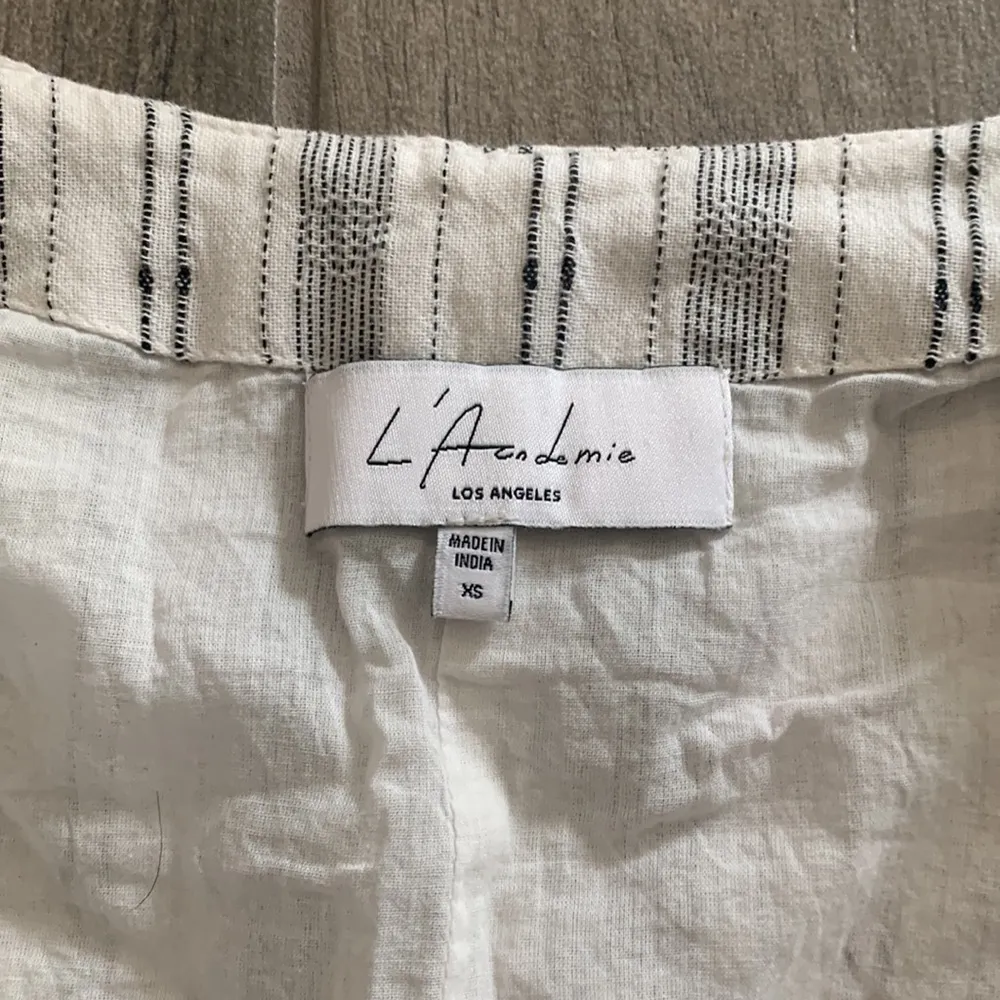 L'Academie
LOS ANGELES
MADE IN
INDIA
XS